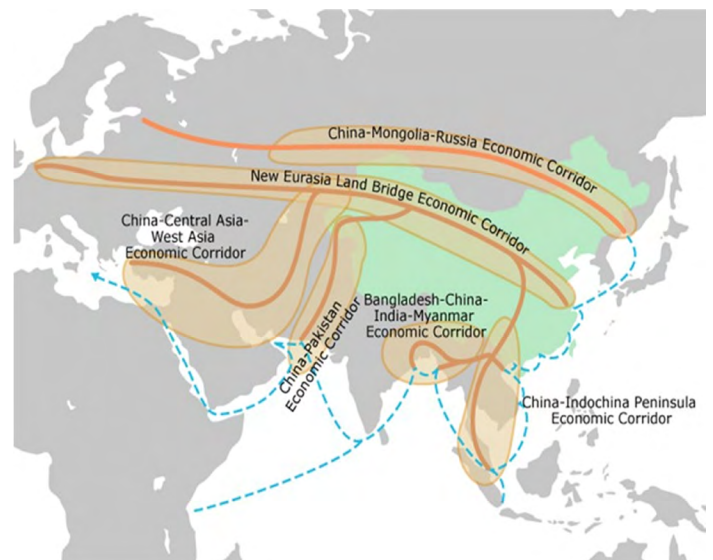 China-Mongolia-Russia Economic Corridor
New Eurasia Land Bridge Economic Corridor
China-Central Asia-
West Asia
Economic Corridor
China-Pakistan
Economic Corridor
Bangladesh-China-
India-Myanmar
Economic Corridor
China-Indochina Peninsula
Economic Corridor